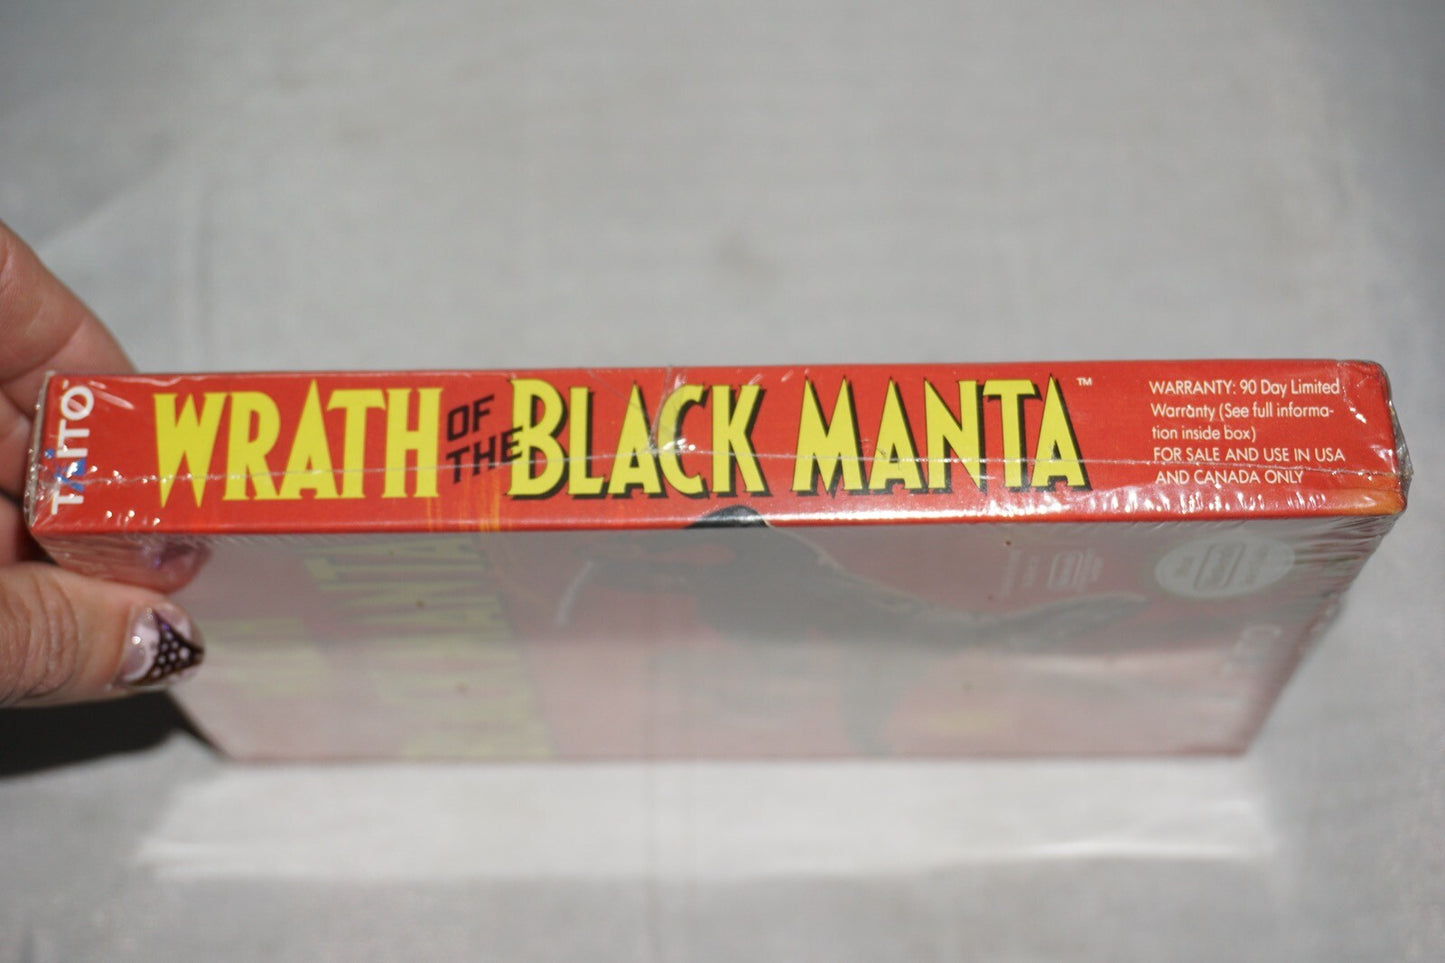 TAITO
WRATH OF THE BLACK MANTA™
WARRANTY: 90 Day Limited
Warranty (See full informa-
tion inside box)
FOR SALE AND USE IN USA
AND CANADA ONLY